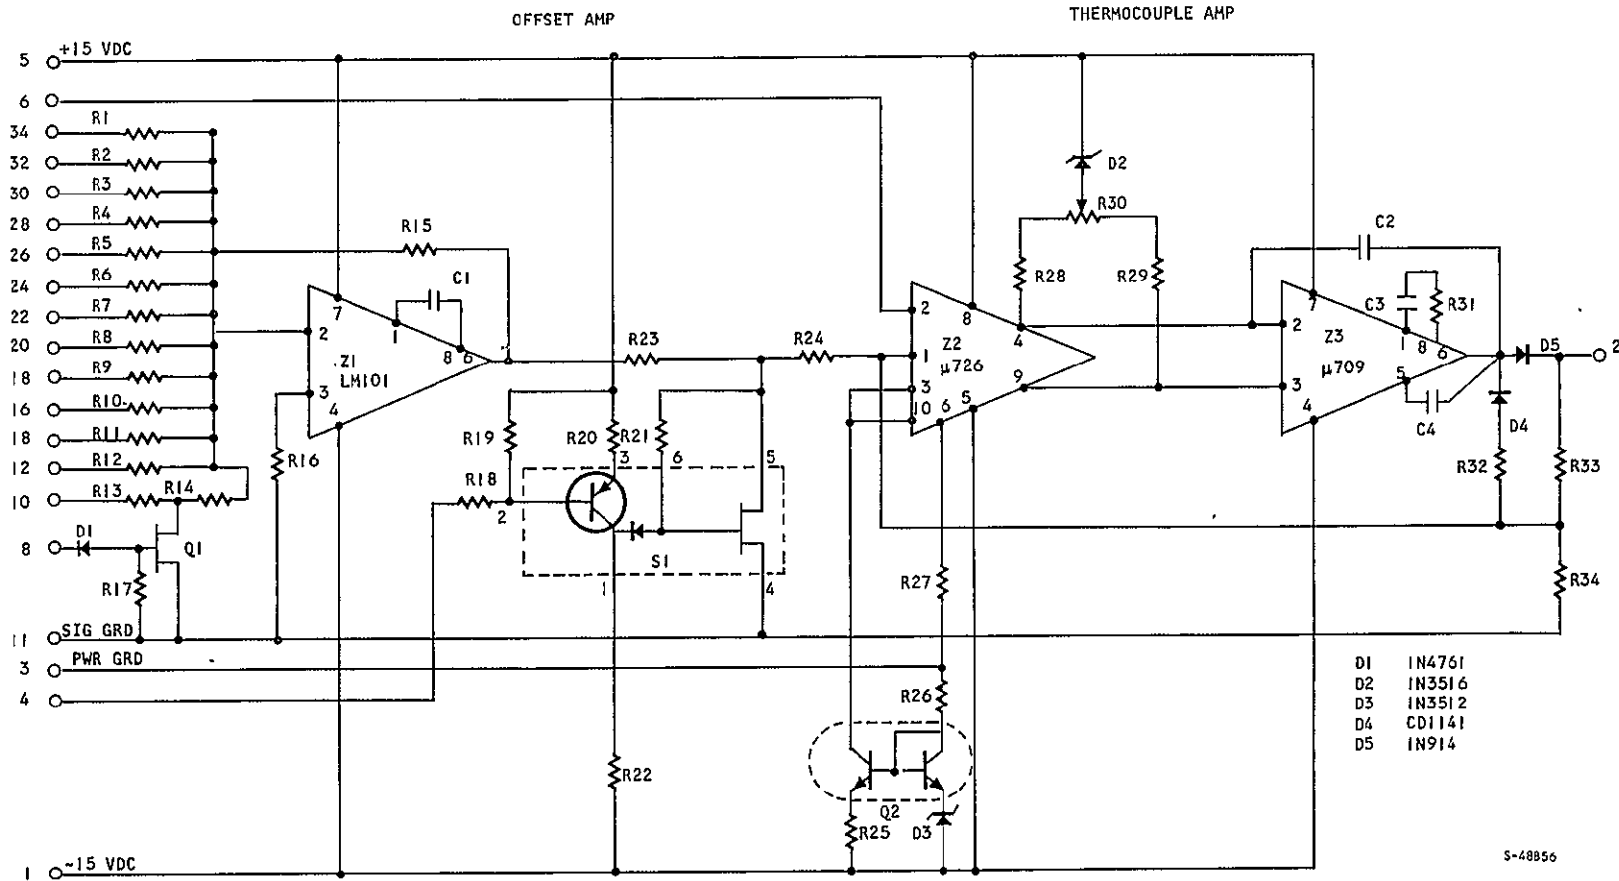 OFFSET AMP
THERMOCOUPLE AMP
5 +15 VDC
6
34 R1
32 R2
30 R3
28 R4
26 R5
24 R6
22 R7
20 R8
18 R9
16 R10
18 R11
12 R12
10 R13 R14
8 D1 Q1
R17
11 SIG GRD
3 PWR GRD
4
1 ~15 VDC
R15
C1
7
2
1
8 6
Z1
LM101
3
4
R16
R23
R24
R19
R20
R21
3
6
5
R18
2
S1
1
4
R22
D2
R30
R28
R29
2
8
1
Z2
4
μ726
3
9
10
6
5
R27
R26
Q2
R25
D3
C2
C3
R31
7
2
1
8
6
Z3
μ709
3
5
4
C4
D5
2
D4
R32
R33
R34
D1 1N4761
D2 1N3516
D3 1N3512
D4 CD1141
D5 1N914
S-48856